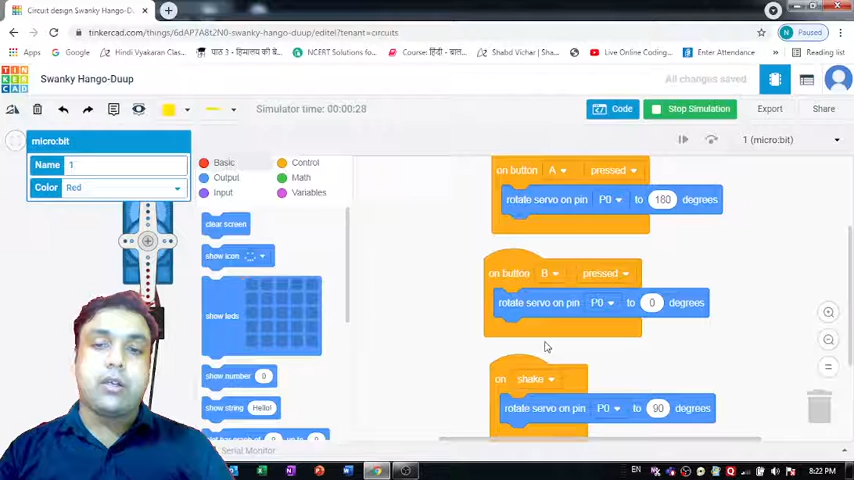 Circuit design Swanky Hango-Duup
tinkercad.com/things/6dAP7A8t2N0-swanky-hango-duup/editel?tenant=circuits
Paused
Apps
Google
Hindi Vyakaran Clas...
पाठ 3 - हिमालय की बे...
NCERT Solutions for...
Course: हिंदी - बाल...
Shabd Vichar | Shab...
Live Online Coding...
Enter Attendance
Reading list
TIN
KER
CAD
Swanky Hango-Duup
All changes saved
Simulator time: 00:00:28
Code
Stop Simulation
Export
Share
micro:bit
1 (micro:bit)
Name 1
Color Red
Basic
Control
Output
Math
Input
Variables
clear screen
show icon
show leds
show number 0
show string Hello!
on button A pressed
rotate servo on pin P0 to 180 degrees
on button B pressed
rotate servo on pin P0 to 0 degrees
on shake
rotate servo on pin P0 to 90 degrees
Serial Monitor
EN
8:22 PM